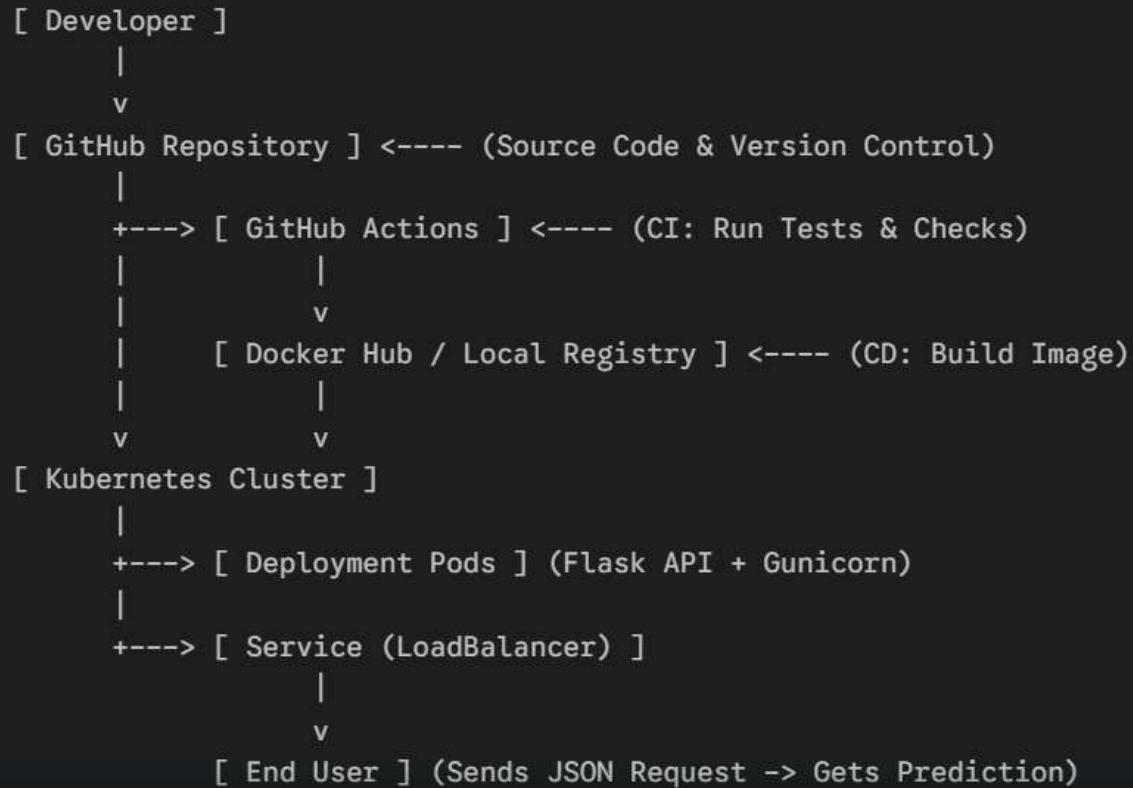 [ Developer ]
      |
      v
[ GitHub Repository ] <---- (Source Code & Version Control)
      |
      +---> [ GitHub Actions ] <---- (CI: Run Tests & Checks)
      |            |
      |            v
      |     [ Docker Hub / Local Registry ] <---- (CD: Build Image)
      |            |
      v            v
[ Kubernetes Cluster ]
      |
      +---> [ Deployment Pods ] (Flask API + Gunicorn)
      |
      +---> [ Service (LoadBalancer) ]
                   |
                   v
            [ End User ] (Sends JSON Request -> Gets Prediction)